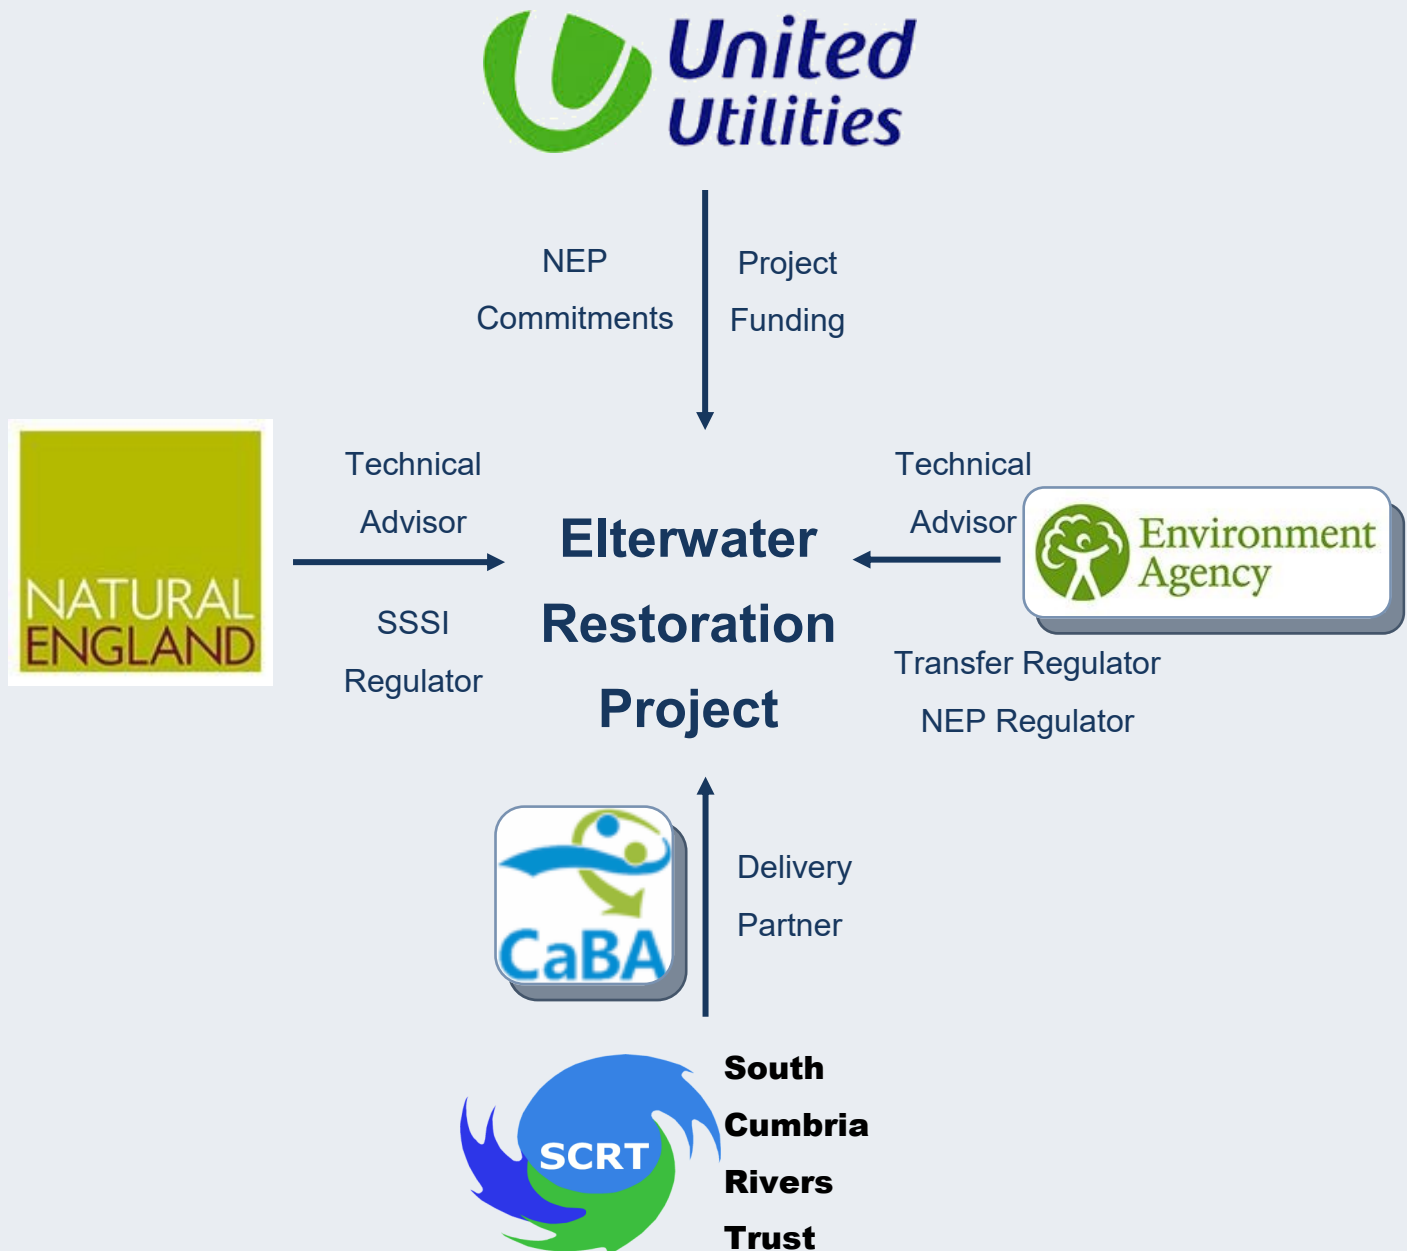 United
Utilities
NEP
Commitments
Project
Funding
NATURAL
ENGLAND
Technical
Advisor
SSSI
Regulator
Elterwater
Restoration
Project
Technical
Advisor
Environment
Agency
Transfer Regulator
NEP Regulator
CaBA
Delivery
Partner
SCRT
South
Cumbria
Rivers
Trust